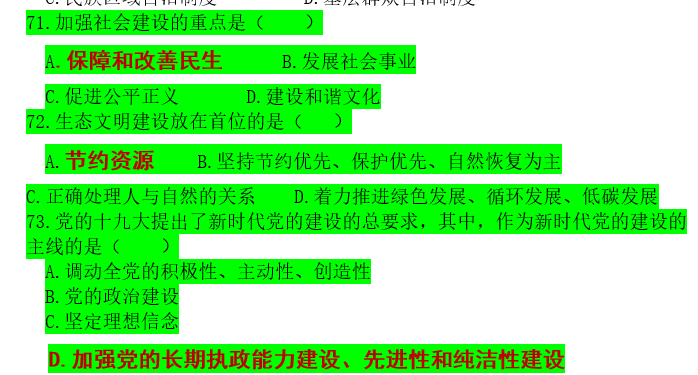 C.民族区域自治制度 D.基层群众自治制度
71.加强社会建设的重点是（ ）
A.保障和改善民生 B.发展社会事业
C.促进公平正义 D.建设和谐文化
72.生态文明建设放在首位的是（ ）
A.节约资源 B.坚持节约优先、保护优先、自然恢复为主
C.正确处理人与自然的关系 D.着力推进绿色发展、循环发展、低碳发展
73.党的十九大提出了新时代党的建设的总要求，其中，作为新时代党的建设的
主线的是（ ）
A.调动全党的积极性、主动性、创造性
B.党的政治建设
C.坚定理想信念
D.加强党的长期执政能力建设、先进性和纯洁性建设